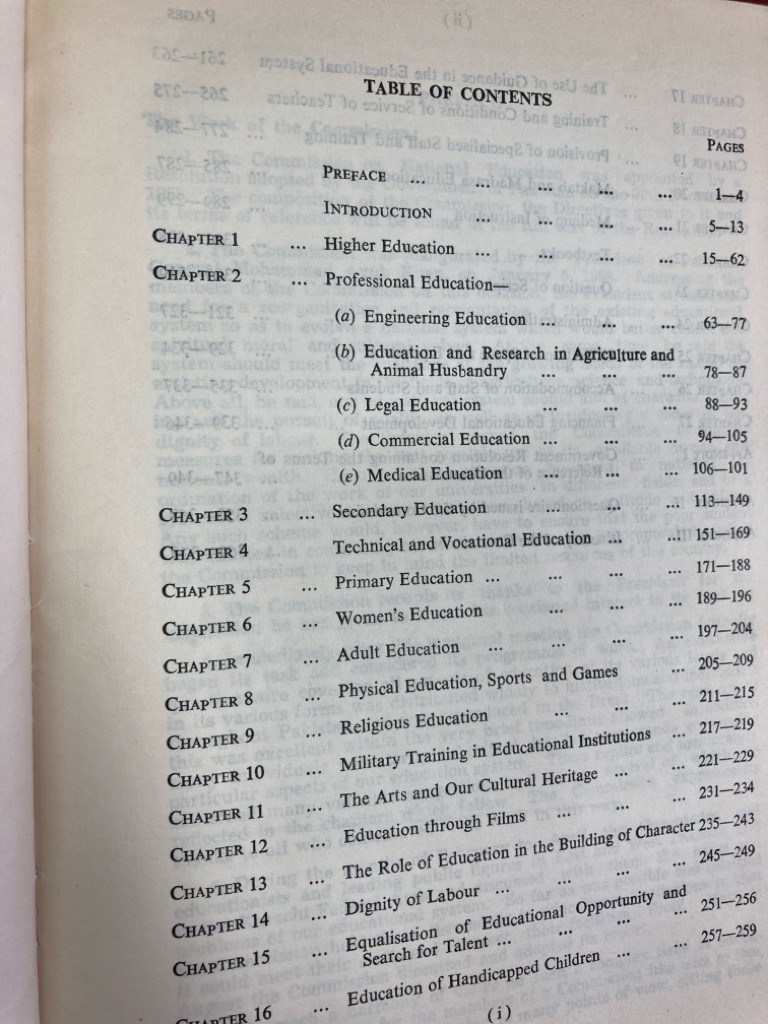 TABLE OF CONTENTS
PAGES
PREFACE ... ... ... ... 1—4
INTRODUCTION ... ... ... 5—13
CHAPTER 1 ... Higher Education ... ... ... ... 15—62
CHAPTER 2 ... Professional Education—
(a) Engineering Education ... ... ... 63—77
(b) Education and Research in Agriculture and
Animal Husbandry ... ... ... 78—87
(c) Legal Education ... ... ... 88—93
(d) Commercial Education ... ... ... 94—105
(e) Medical Education ... ... ... 106—101
CHAPTER 3 ... Secondary Education ... ... ... 113—149
CHAPTER 4 Technical and Vocational Education ... ... 151—169
CHAPTER 5 ... Primary Education ... ... ... ... 171—188
CHAPTER 6 ... Women's Education ... ... ... 189—196
CHAPTER 7 ... Adult Education ... ... ... ... 197—204
CHAPTER 8 ... Physical Education, Sports and Games ... 205—209
CHAPTER 9 ... Religious Education ... ... ... 211—215
CHAPTER 10 ... Military Training in Educational Institutions ... 217—219
CHAPTER 11 ... The Arts and Our Cultural Heritage ... ... 221—229
CHAPTER 12 ... Education through Films ... ... ... 231—234
CHAPTER 13 ... The Role of Education in the Building of Character 235—243
CHAPTER 14 ... Dignity of Labour ... ... ... ... 245—249
CHAPTER 15 ... Equalisation of Educational Opportunity and
Search for Talent ... ... ... ... 251—256
CHAPTER 16 ... Education of Handicapped Children ... ... 257—259
(i)